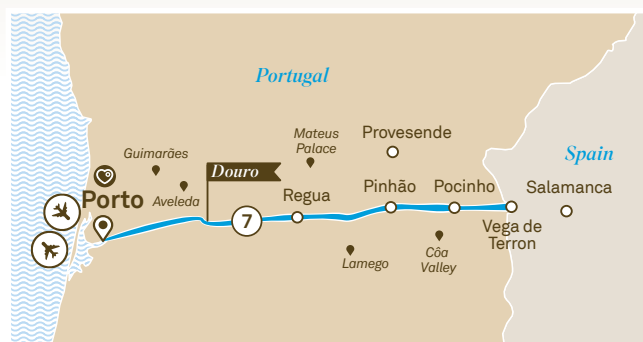 Portugal
Spain
Mateus
Palace
Provesende
Guimarães
Douro
Aveleda
Porto
Regua
Pinhão
Pocinho
Salamanca
7
Vega de
Terron
Lamego
Côa
Valley